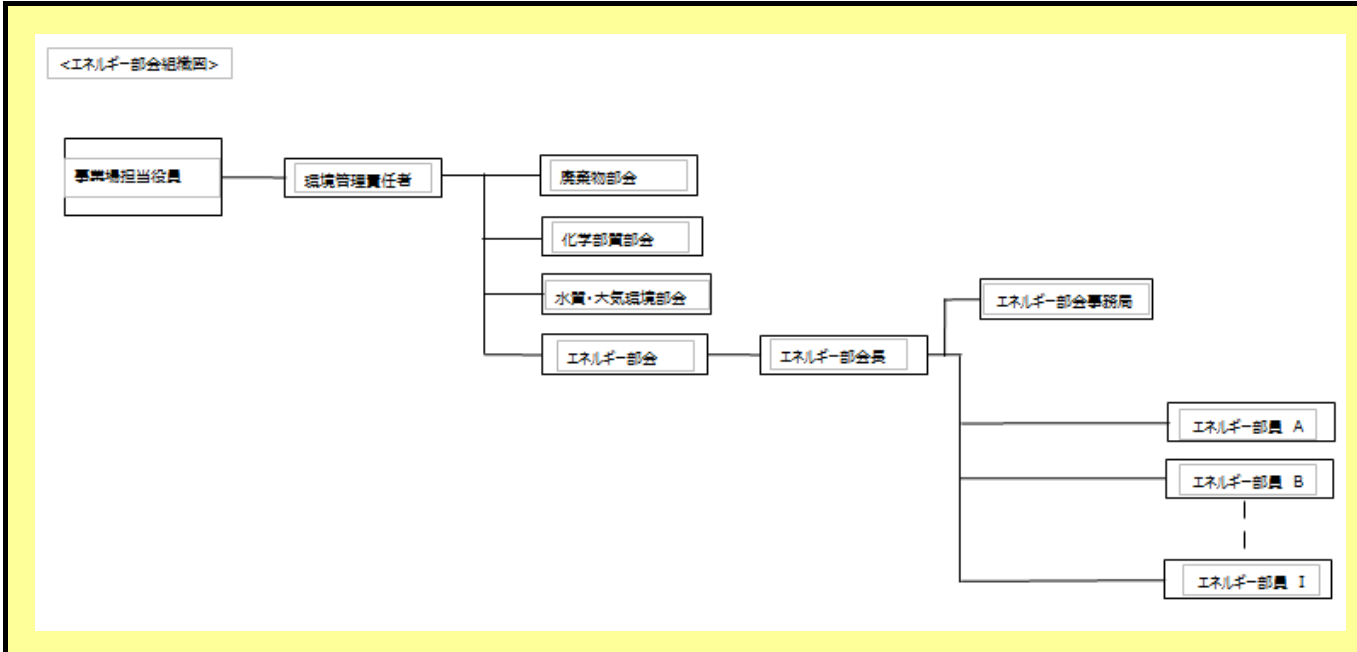 <エネルギー部会組織図>
事業場担当役員
環境管理責任者
廃棄物部会
化学部質部会
水質・大気環境部会
エネルギー部会
エネルギー部会長
エネルギー部会事務局
エネルギー部員 A
エネルギー部員 B
エネルギー部員 I